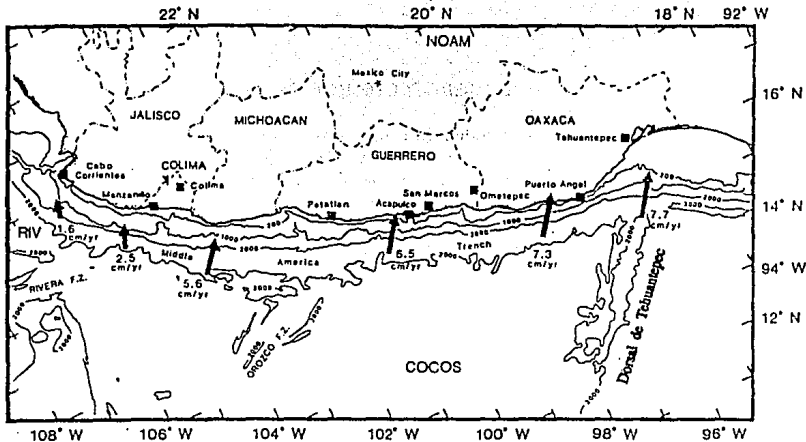 22° N 20° N 18° N 92° W
NOAM
Mexico City
16° N
JALISCO
MICHOACAN
OAXACA
Tehuantepec
GUERRERO
Cabo
Corrientes
COLIMA
Colima
Manzanillo
Petatlan
Acapulco
San Marcos
Ometepec
Puerto Angel
14° N
RIV
1.6
cm/yr
2.5
cm/yr
5.6
cm/yr
6.5
cm/yr
7.3
cm/yr
7.7
cm/yr
Middle America Trench
94° W
RIVERA F.Z.
OROZCO F.Z.
12° N
COCOS
Dorsal de Tehuantepec
108° W 106° W 104° W 102° W 100° W 98° W 96° W